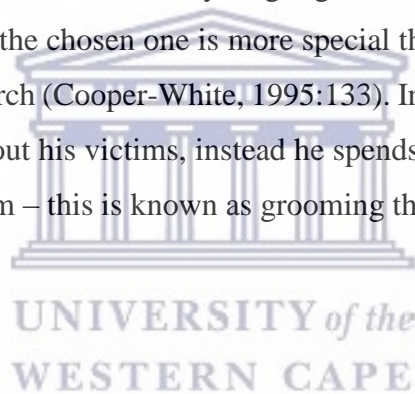 the chosen one is more special th
rch (Cooper-White, 1995:133). In
out his victims, instead he spends
m – this is known as grooming th
UNIVERSITY of the
WESTERN CAPE